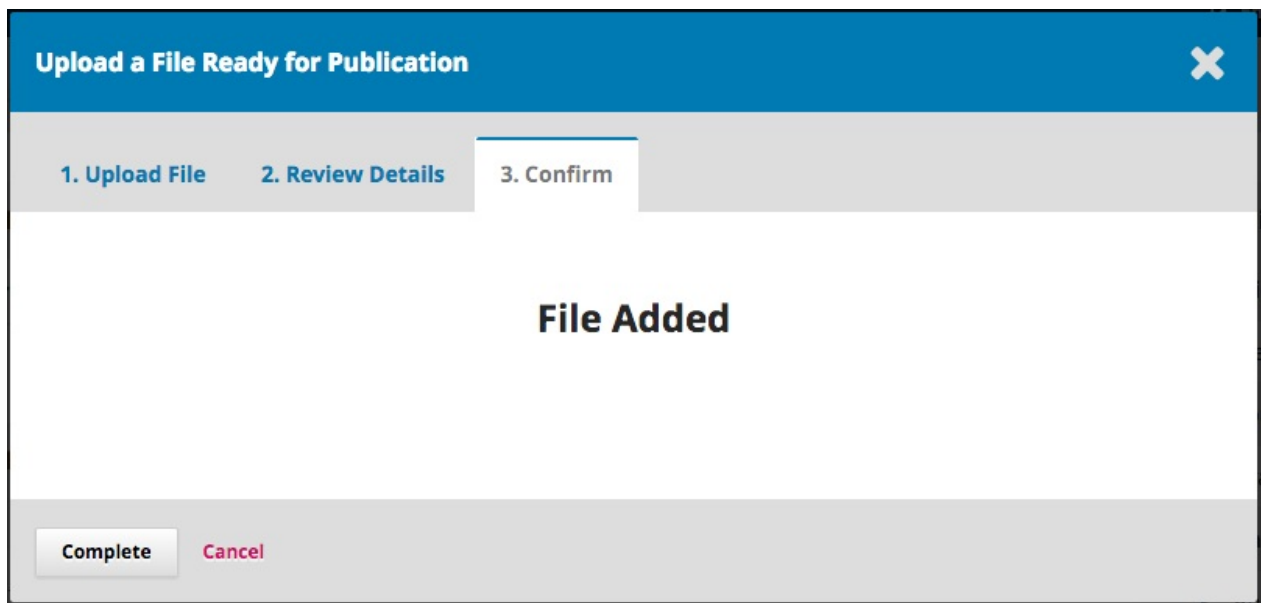 Upload a File Ready for Publication
1. Upload File 2. Review Details 3. Confirm
File Added
Complete Cancel